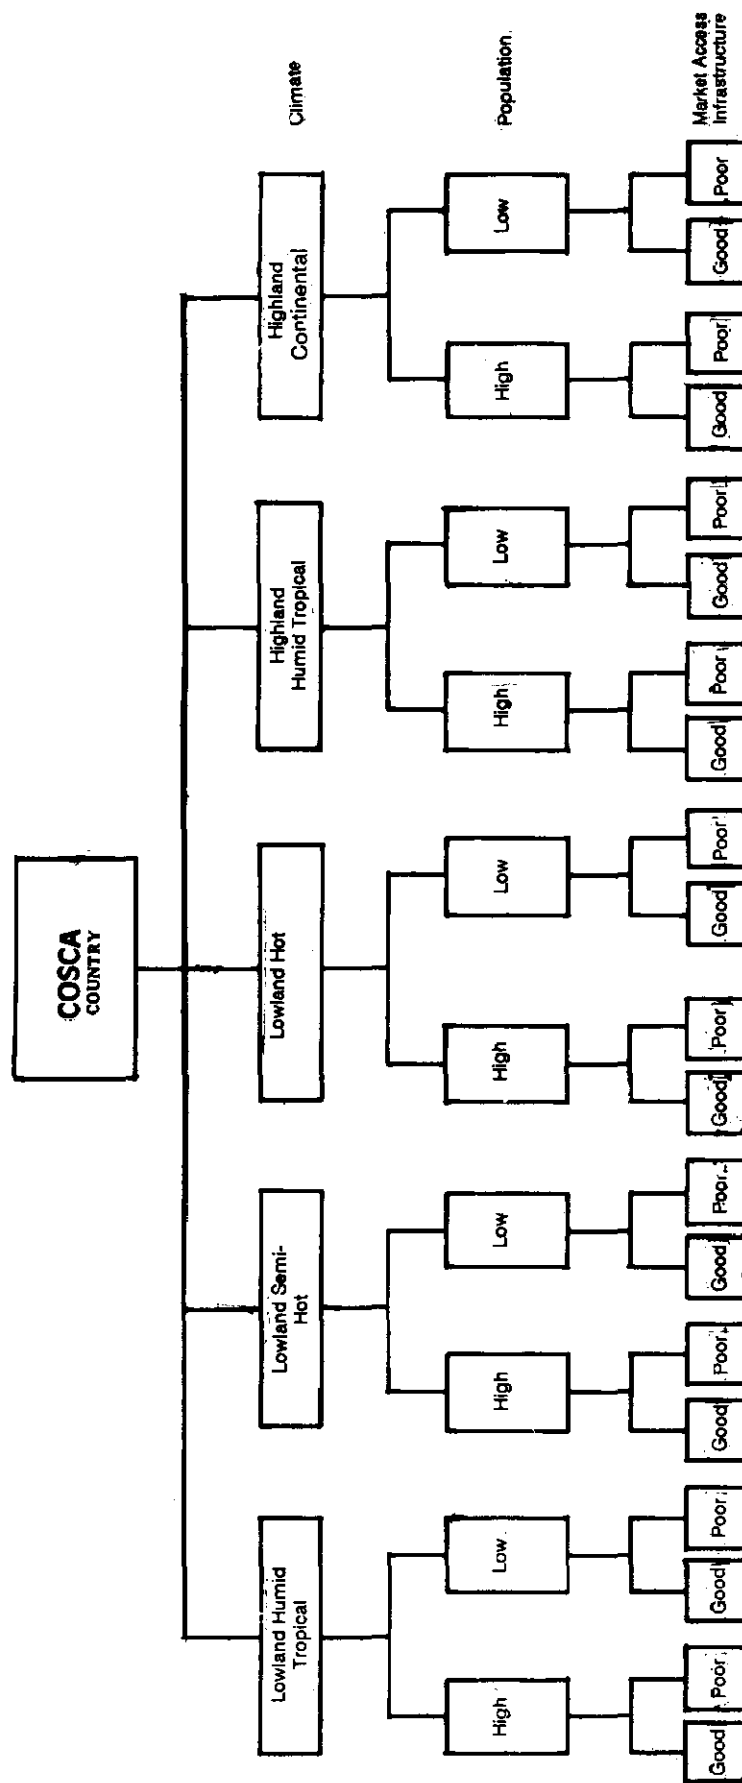 COSCA
COUNTRY
Lowland Humid
Tropical
Lowland Semi-
Hot
Lowland Hot
Highland
Humid Tropical
Highland
Continental
Climate
High
Low
High
Low
High
Low
High
Low
High
Low
Population
Good
Poor
Good
Poor
Good
Poor
Good
Poor
Good
Poor
Good
Poor
Good
Poor
Good
Poor
Good
Poor
Good
Poor
Market Access
Infrastructure